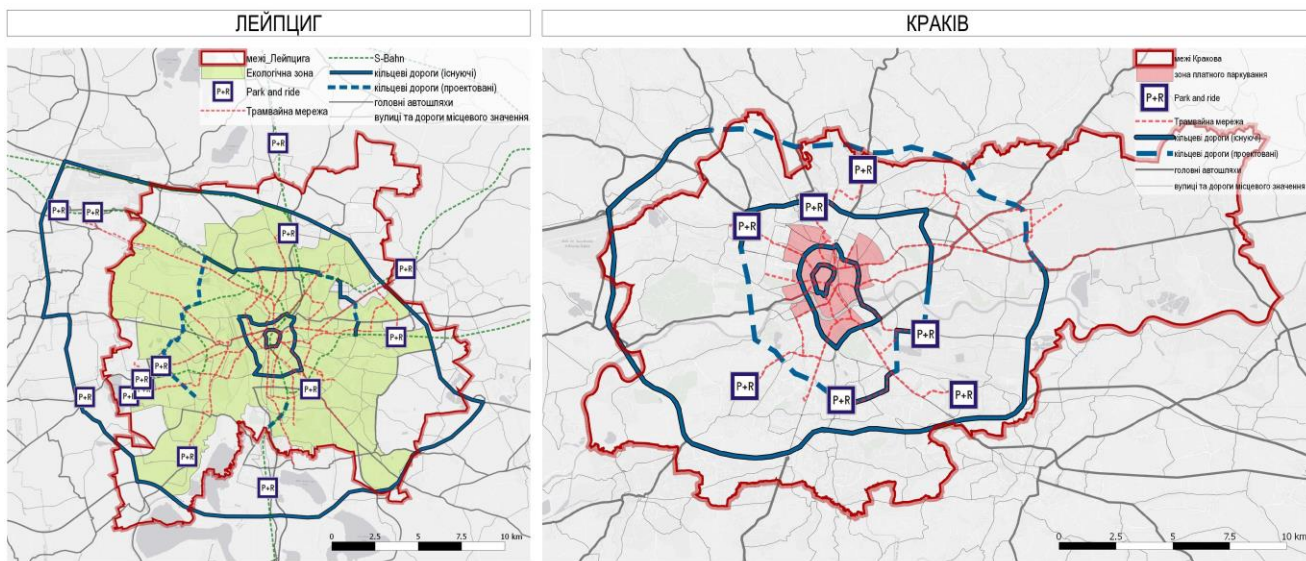 ЛЕЙПЦИГ
межі_Лейпцига
Екологічна зона
P+R Park and ride
Трамвайна мережа
S-Bahn
кільцеві дороги (існуючі)
кільцеві дороги (проектовані)
головні автошляхи
вулиці та дороги місцевого значення
P+R
P+R
P+R
P+R
P+R
P+R
P+R
P+R
P+R
P+R
P+R
P+R
P+R
0 2.5 5 7.5 10 km
КРАКІВ
межі Кракова
зона платного паркування
P+R Park and ride
Трамвайна мережа
кільцеві дороги (існуючі)
кільцеві дороги (проектовані)
головні автошляхи
вулиці та дороги місцевого значення
P+R
P+R
P+R
P+R
P+R
P+R
P+R
0 2.5 5 7.5 10 km